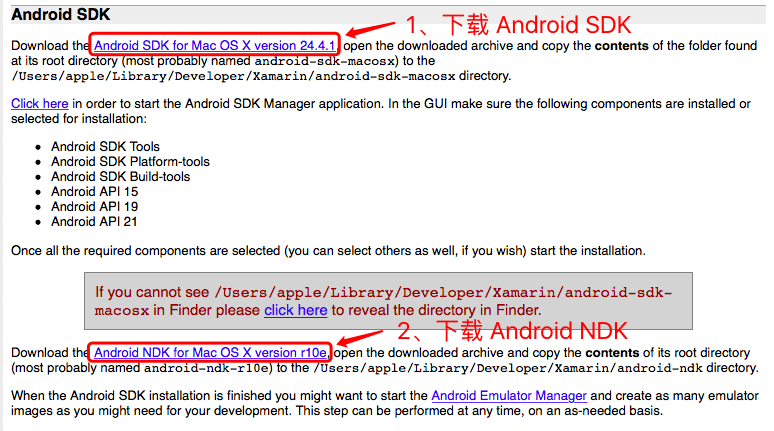 Android SDK
1、下载 Android SDK
Download the Android SDK for Mac OS X version 24.4.1, open the downloaded archive and copy the contents of the folder found
at its root directory (most probably named android-sdk-macosx) to the
/Users/apple/Library/Developer/Xamarin/android-sdk-macosx directory.
Click here in order to start the Android SDK Manager application. In the GUI make sure the following components are installed or
selected for installation:
• Android SDK Tools
• Android SDK Platform-tools
• Android SDK Build-tools
• Android API 15
• Android API 19
• Android API 21
Once all the required components are selected (you can select others as well, if you wish) start the installation.
If you cannot see /Users/apple/Library/Developer/Xamarin/android-sdk-
macosx in Finder please click here to reveal the directory in Finder.
2、下载 Android NDK
Download the Android NDK for Mac OS X version r10e, open the downloaded archive and copy the contents of its root directory
(most probably named android-ndk-r10e) to the /Users/apple/Library/Developer/Xamarin/android-ndk directory.
When the Android SDK installation is finished you might want to start the Android Emulator Manager and create as many emulator
images as you might need for your development. This step can be performed at any time, on an as-needed basis.